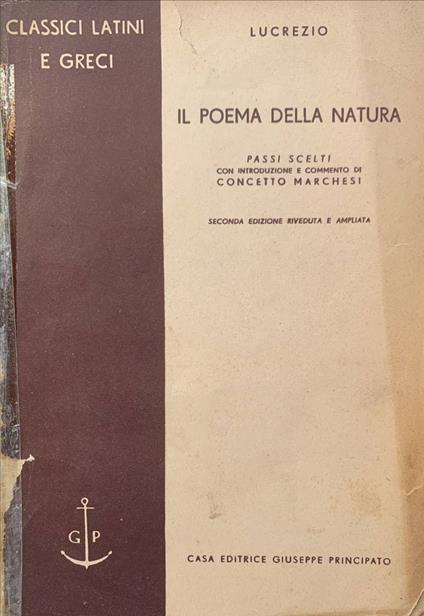 CLASSICI LATINI
E GRECI
LUCREZIO
IL POEMA DELLA NATURA
PASSI SCELTI
CON INTRODUZIONE E COMMENTO DI
CONCETTO MARCHESI
SECONDA EDIZIONE RIVEDUTA E AMPLIATA
G P
CASA EDITRICE GIUSEPPE PRINCIPATO